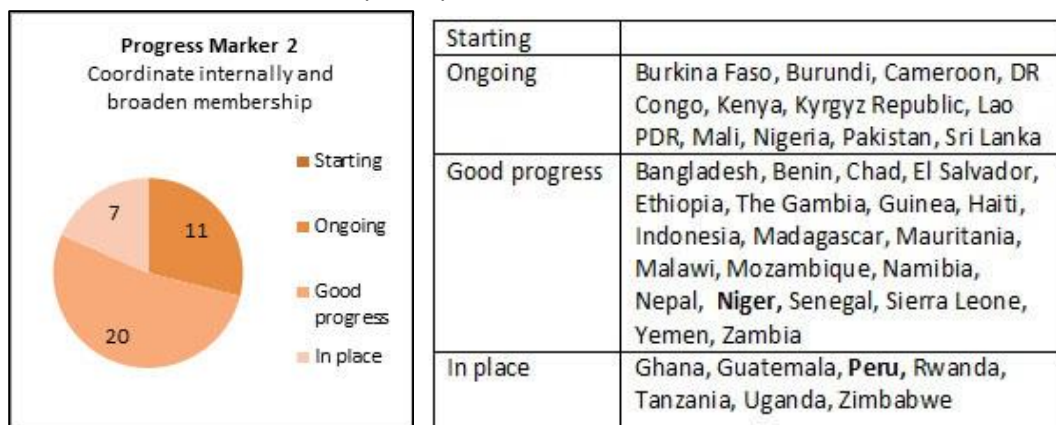 Progress Marker 2
Coordinate internally and
broaden membership
7
11
20
Starting
Ongoing
Good
progress
In place
Starting
Ongoing
Burkina Faso, Burundi, Cameroon, DR
Congo, Kenya, Kyrgyz Republic, Lao
PDR, Mali, Nigeria, Pakistan, Sri Lanka
Good progress
Bangladesh, Benin, Chad, El Salvador,
Ethiopia, The Gambia, Guinea, Haiti,
Indonesia, Madagascar, Mauritania,
Malawi, Mozambique, Namibia,
Nepal, Niger, Senegal, Sierra Leone,
Yemen, Zambia
In place
Ghana, Guatemala, Peru, Rwanda,
Tanzania, Uganda, Zimbabwe